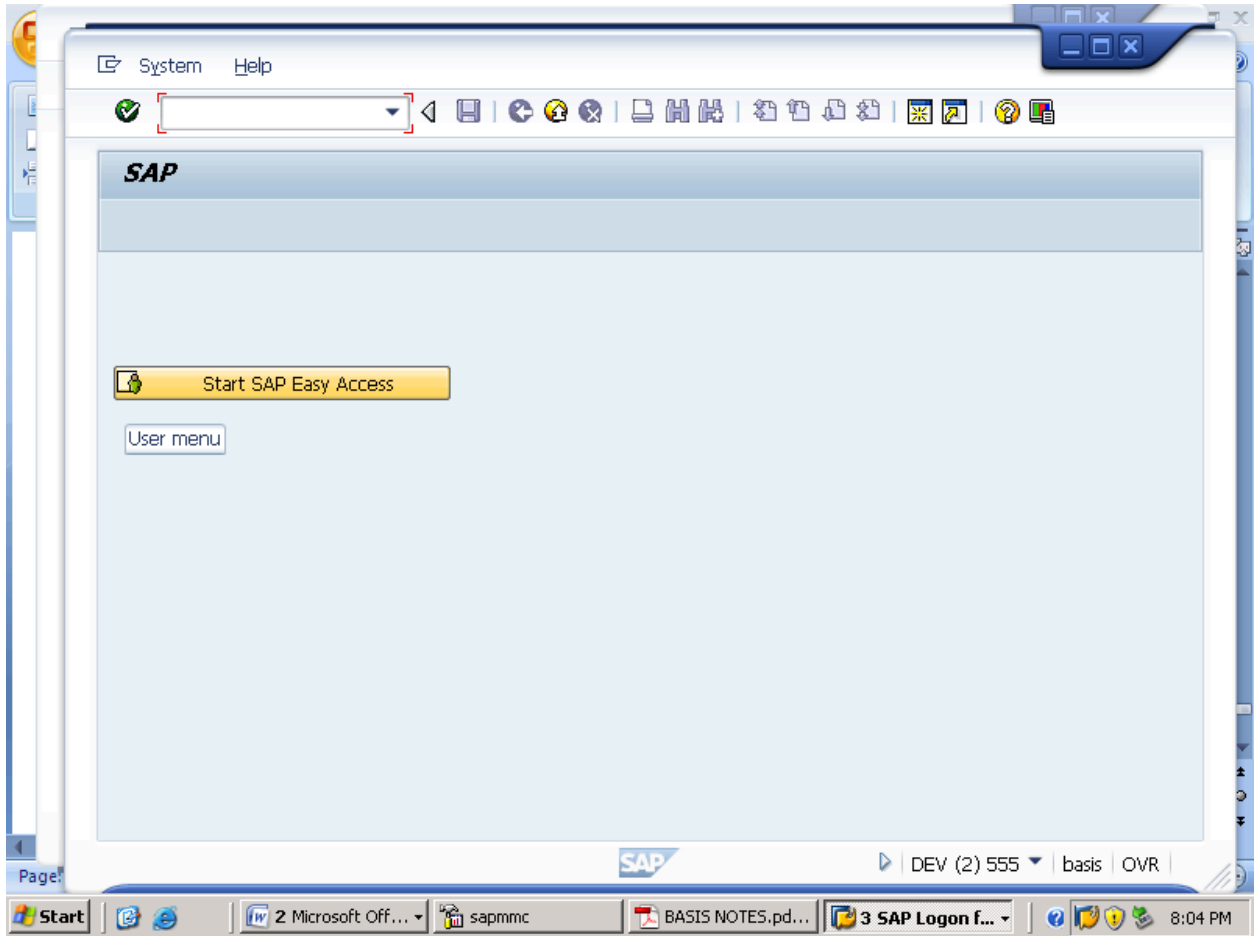 System Help
SAP
Start SAP Easy Access
User menu
SAP
DEV (2) 555 basis OVR
Page:
Start 2 Microsoft Off... sapmmc BASIS NOTES.pd... 3 SAP Logon f... 8:04 PM